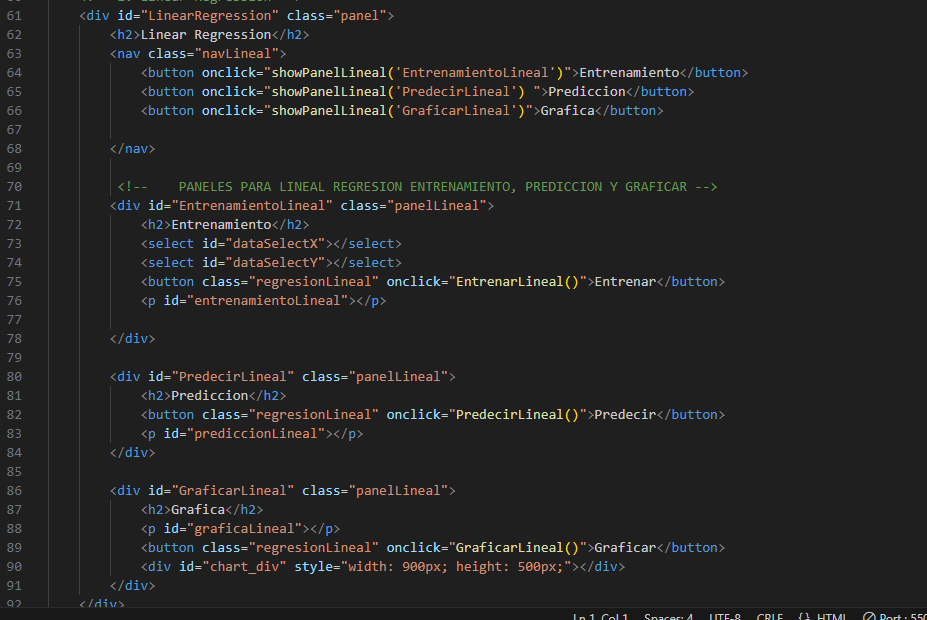 61 <div id="LinearRegression" class="panel">
62 <h2>Linear Regression</h2>
63 <nav class="navLineal">
64 <button onclick="showPanelLineal('EntrenamientoLineal')">Entrenamiento</button>
65 <button onclick="showPanelLineal('PredecirLineal') ">Prediccion</button>
66 <button onclick="showPanelLineal('GraficarLineal')">Grafica</button>
67
68 </nav>
69
70 <!--    PANELES PARA LINEAL REGRESION ENTRENAMIENTO, PREDICCION Y GRAFICAR -->
71 <div id="EntrenamientoLineal" class="panelLineal">
72 <h2>Entrenamiento</h2>
73 <select id="dataSelectX"></select>
74 <select id="dataSelectY"></select>
75 <button class="regresionLineal" onclick="EntrenarLineal()">Entrenar</button>
76 <p id="entrenamientoLineal"></p>
77
78 </div>
79
80 <div id="PredecirLineal" class="panelLineal">
81 <h2>Prediccion</h2>
82 <button class="regresionLineal" onclick="PredecirLineal()">Predecir</button>
83 <p id="prediccionLineal"></p>
84 </div>
85
86 <div id="GraficarLineal" class="panelLineal">
87 <h2>Grafica</h2>
88 <p id="graficaLineal"></p>
89 <button class="regresionLineal" onclick="GraficarLineal()">Graficar</button>
90 <div id="chart_div" style="width: 900px; height: 500px;"></div>
91 </div>
92 </div>
Ln 1, Col 1 Spaces: 4 UTF-8 CRLF {} HTML Port : 550